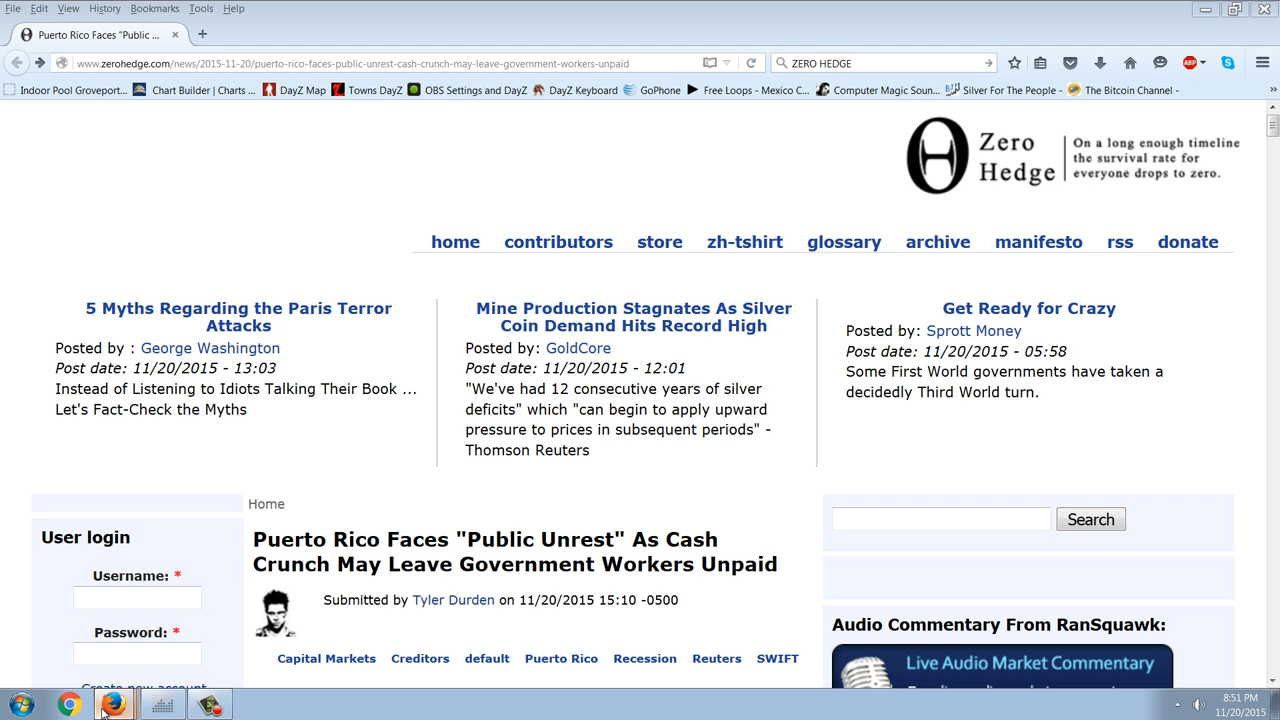 File Edit View History Bookmarks Tools Help
Puerto Rico Faces "Public ...
www.zerohedge.com/news/2015-11-20/puerto-rico-faces-public-unrest-cash-crunch-may-leave-government-workers-unpaid
ZERO HEDGE
ABP
Indoor Pool Groveport... Chart Builder | Charts ... DayZ Map Towns DayZ OBS Settings and DayZ DayZ Keyboard GoPhone Free Loops - Mexico C... Computer Magic Soun... Silver For The People - The Bitcoin Channel -
Zero Hedge
On a long enough timeline
the survival rate for
everyone drops to zero.
home contributors store zh-tshirt glossary archive manifesto rss donate
5 Myths Regarding the Paris Terror
Attacks
Posted by : George Washington
Post date: 11/20/2015 - 13:03
Instead of Listening to Idiots Talking Their Book ...
Let's Fact-Check the Myths
Mine Production Stagnates As Silver
Coin Demand Hits Record High
Posted by: GoldCore
Post date: 11/20/2015 - 12:01
"We've had 12 consecutive years of silver
deficits" which "can begin to apply upward
pressure to prices in subsequent periods" -
Thomson Reuters
Get Ready for Crazy
Posted by: Sprott Money
Post date: 11/20/2015 - 05:58
Some First World governments have taken a
decidedly Third World turn.
User login
Username: *
Password: *
Create new account
Home
Puerto Rico Faces "Public Unrest" As Cash
Crunch May Leave Government Workers Unpaid
Submitted by Tyler Durden on 11/20/2015 15:10 -0500
Capital Markets Creditors default Puerto Rico Recession Reuters SWIFT
Search
Audio Commentary From RanSquawk:
Live Audio Market Commentary
8:51 PM
11/20/2015